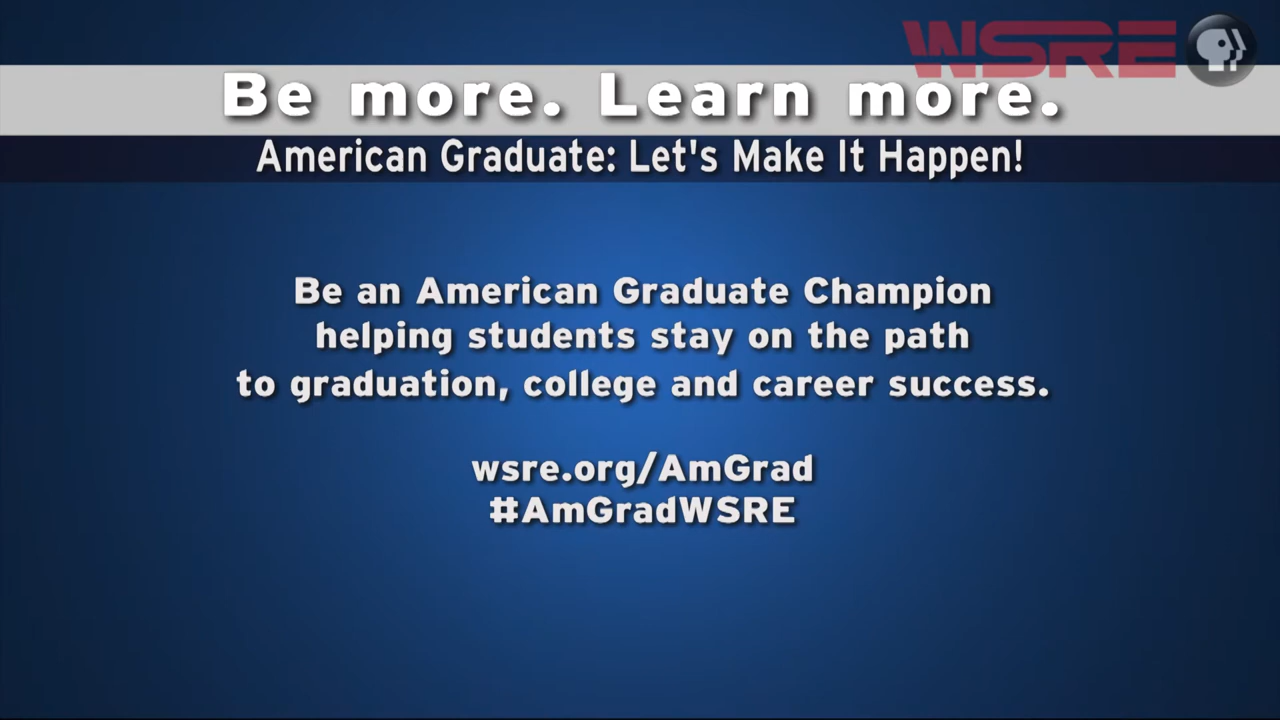 WSRE
Be more. Learn more.
American Graduate: Let's Make It Happen!
Be an American Graduate Champion
helping students stay on the path
to graduation, college and career success.
wsre.org/AmGrad
#AmGradWSRE